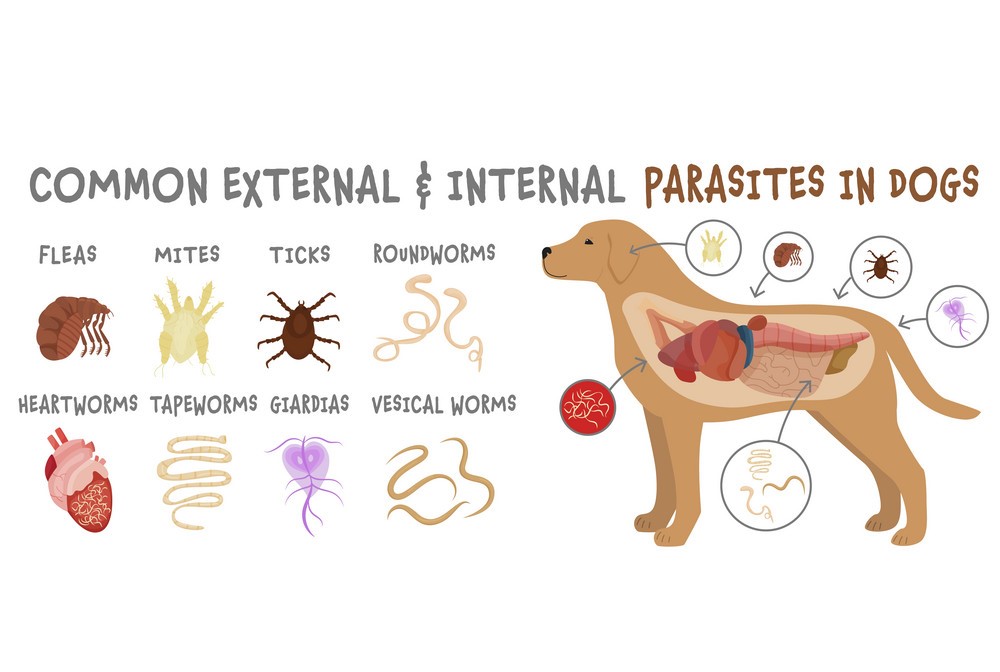 COMMON EXTERNAL & INTERNAL PARASITES IN DOGS
FLEAS MITES TICKS ROUNDWORMS
HEARTWORMS TAPEWORMS GIARDIAS VESICAL WORMS